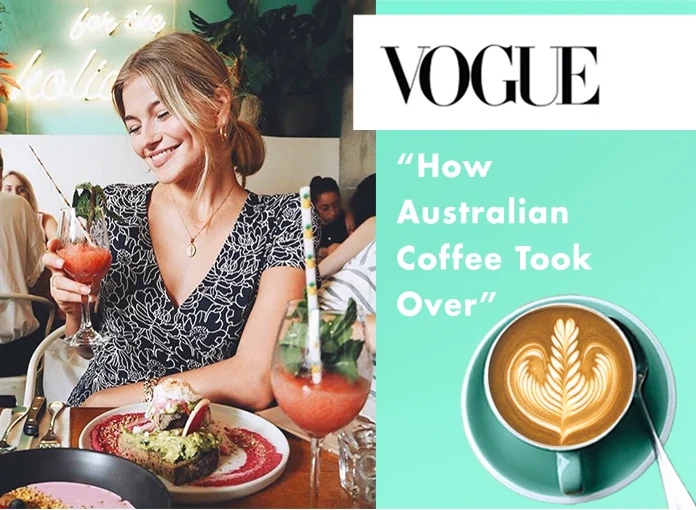 for the
VOGUE
“How
Australian
Coffee Took
Over”